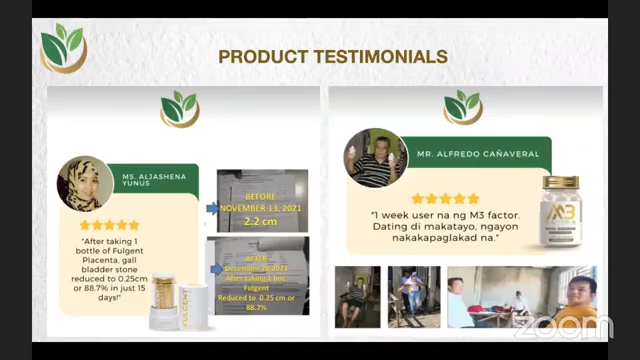 PRODUCT TESTIMONIALS
MS. ALJASHENA
YUNUS
"After taking 1
bottle of Fulgent
Placenta, gall
bladder stone
reduced to 0.25cm
or 88.7% in just 15
days!"
FULGENT
BEFORE
NOVEMBER 13, 2021
2.2 cm
AFTER
December 28, 2021
After taking 1 bot.
Fulgent
Reduced to 0.25 cm or
88.7%
MR. ALFREDO CAÑAVERAL
"1 week user na ng M3 factor.
Dating di makatayo, ngayon
nakakapaglakad na."
M3
zoom